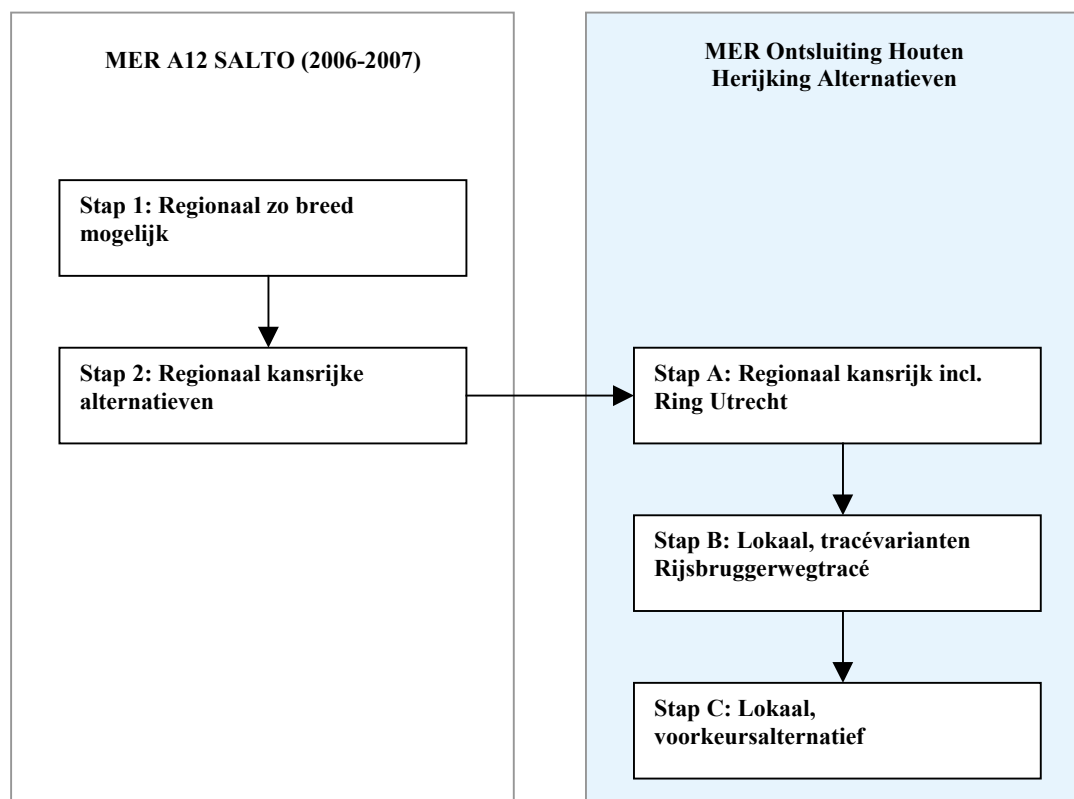 MER A12 SALTO (2006-2007)
Stap 1: Regionaal zo breed
mogelijk
Stap 2: Regionaal kansrijke
alternatieven
MER Ontsluiting Houten
Herijking Alternatieven
Stap A: Regionaal kansrijk incl.
Ring Utrecht
Stap B: Lokaal, tracévarianten
Rijsbruggerwegtracé
Stap C: Lokaal,
voorkeursalternatief